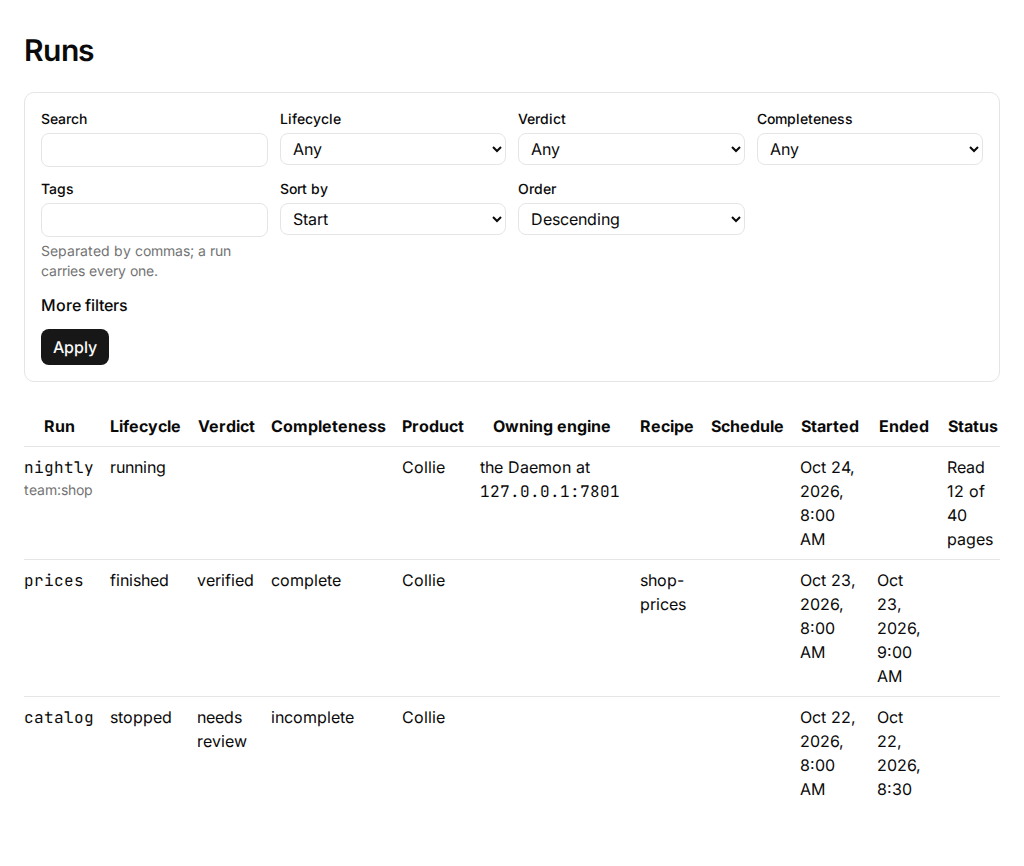 Runs
Search Lifecycle Verdict Completeness
Any Any Any
Tags Sort by Order
Start Descending
Separated by commas; a run
carries every one.
More filters
Apply
Run Lifecycle Verdict Completeness Product Owning engine Recipe Schedule Started Ended Status
nightly running Collie the Daemon at Oct 24, Read
team:shop 127.0.0.1:7801 2026, 12 of
8:00 40
AM pages
prices finished verified complete Collie shop- Oct 23, Oct
prices 2026, 23,
8:00 2026,
AM 9:00
AM
catalog stopped needs incomplete Collie Oct 22, Oct
review 2026, 22,
8:00 2026,
AM 8:30